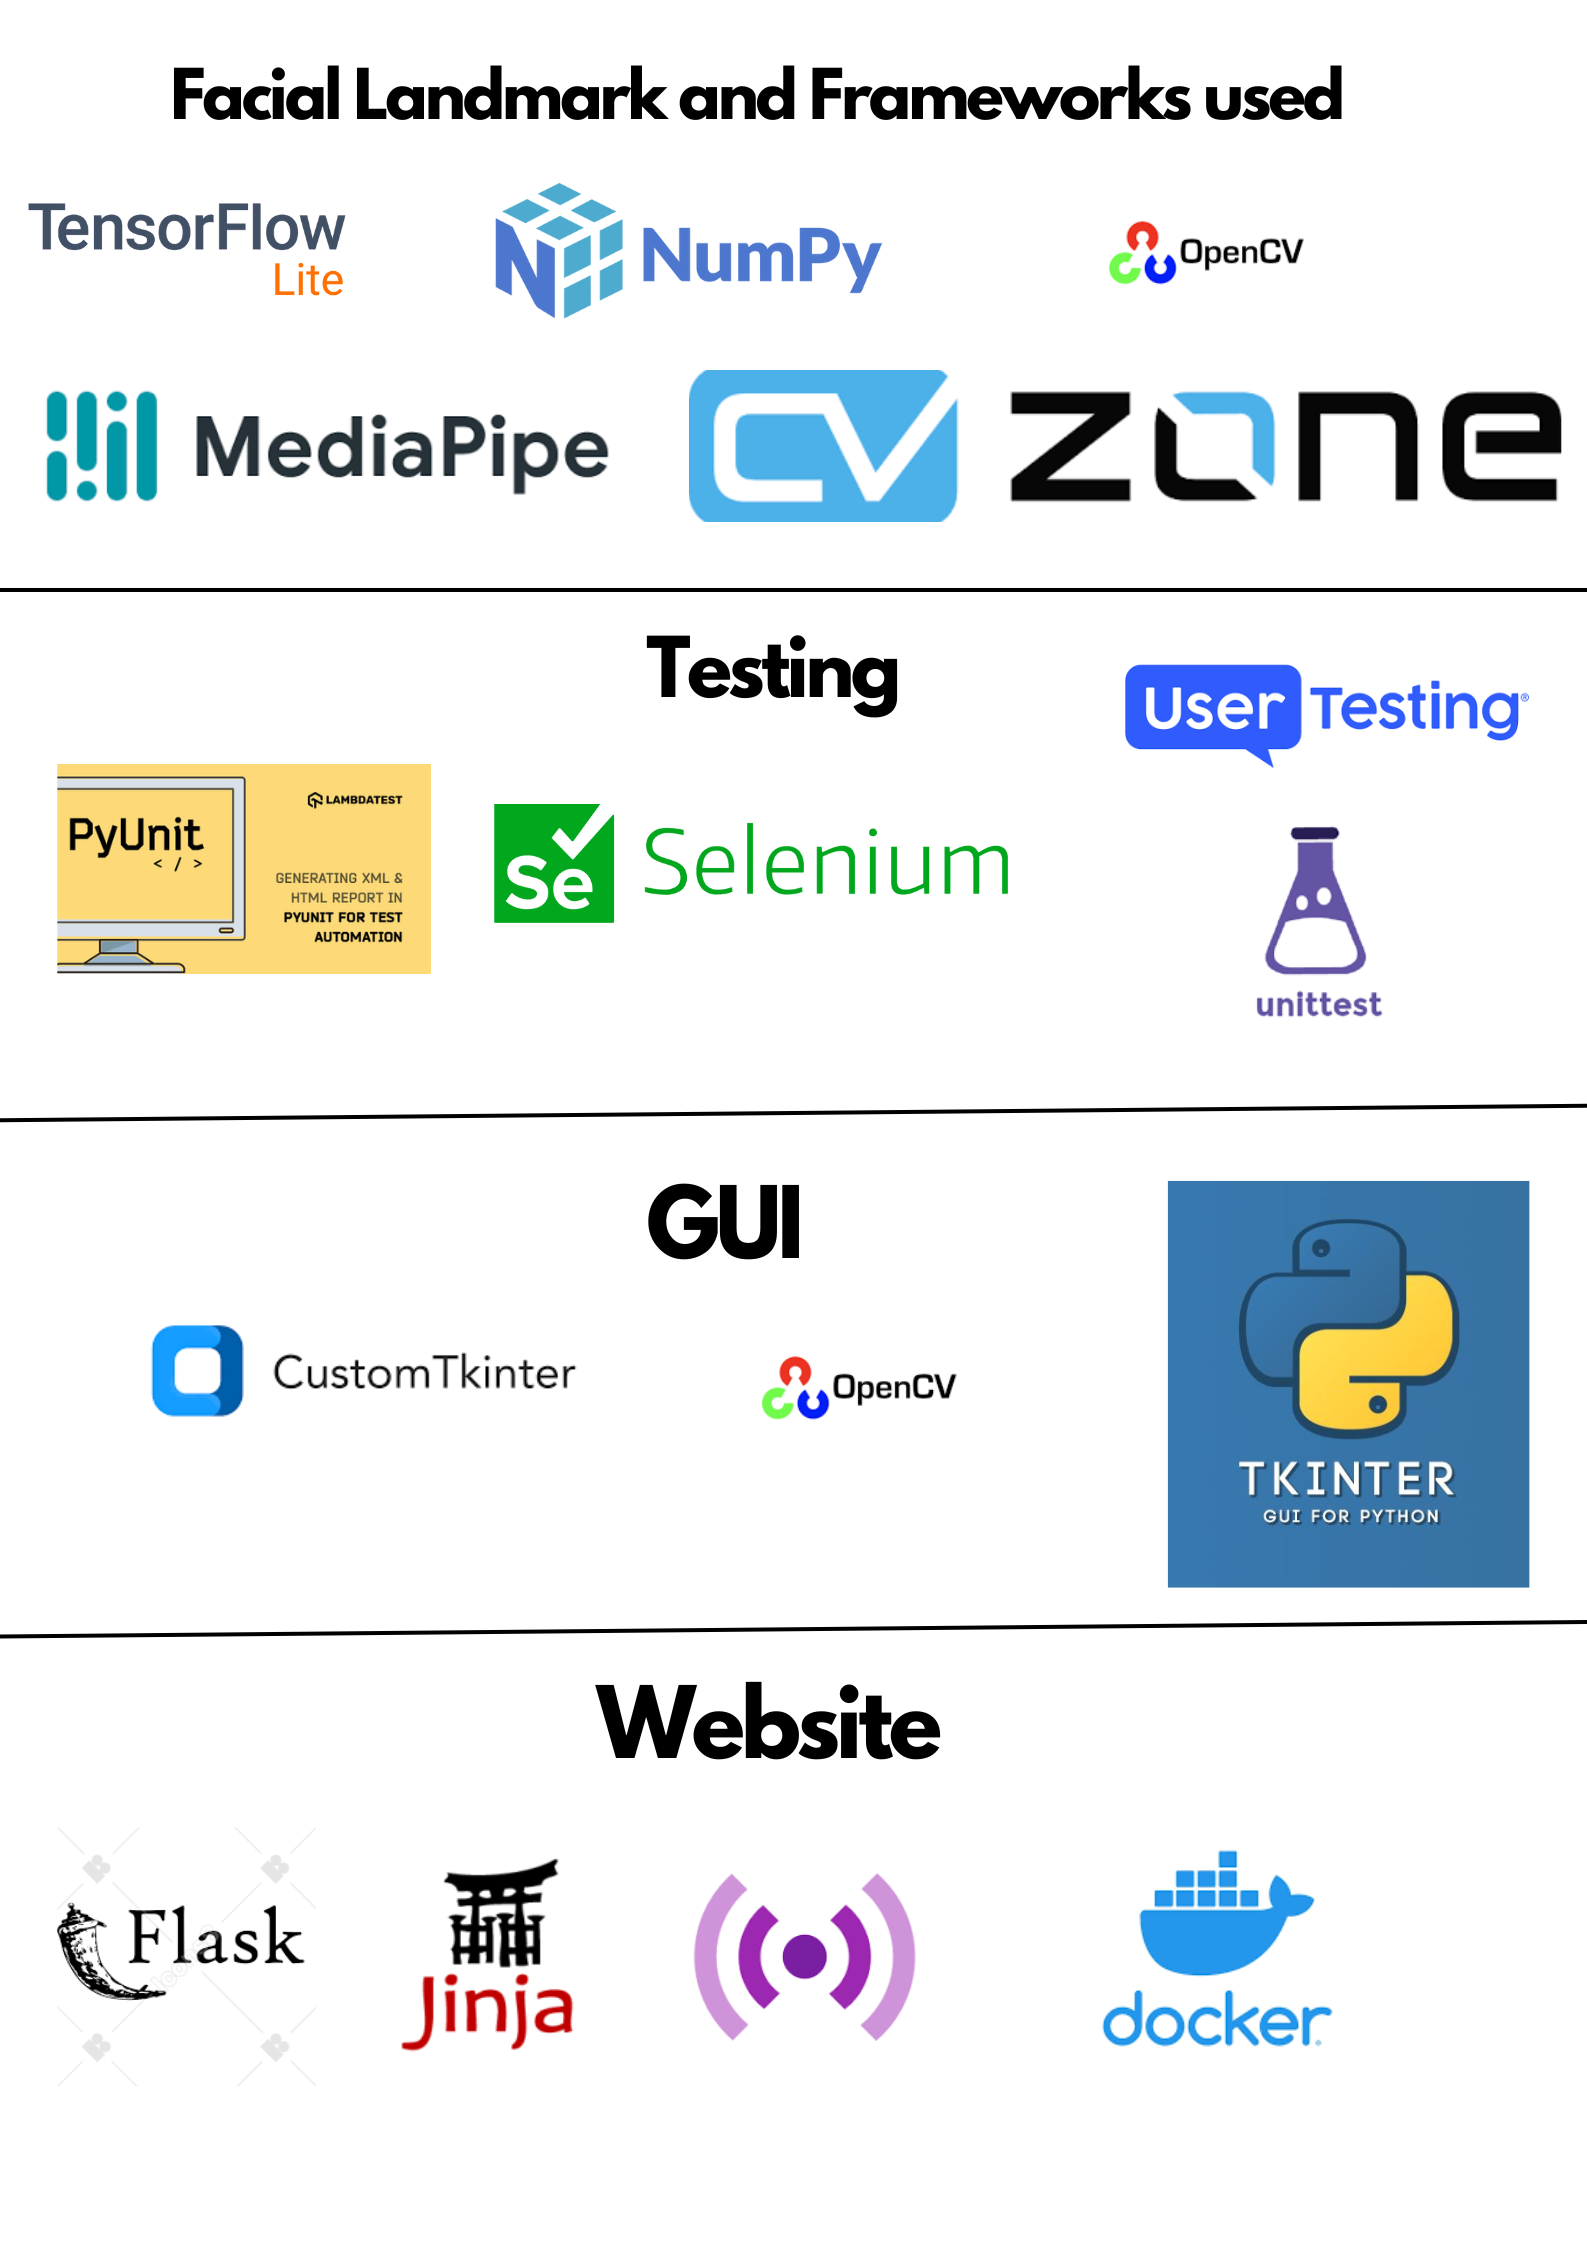 Facial Landmark and Frameworks used
TensorFlow
Lite
NumPy
OpenCV
MediaPipe
CV zone
Testing
User Testing®
PyUnit
< / >
LAMBDATEST
GENERATING XML &
HTML REPORT IN
PYUNIT FOR TEST
AUTOMATION
Se Selenium
unittest
GUI
CustomTkinter
OpenCV
TKINTER
GUI FOR PYTHON
Website
Flask
Jinja
docker